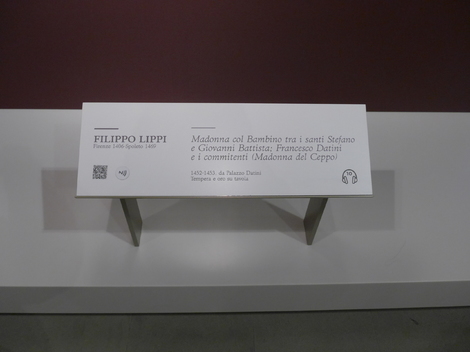 FILIPPO LIPPI
Firenze 1406-Spoleto 1469
Madonna col Bambino tra i santi Stefano
e Giovanni Battista; Francesco Datini
e i committenti (Madonna del Ceppo)
1452-1453, da Palazzo Datini
Tempera e oro su tavola